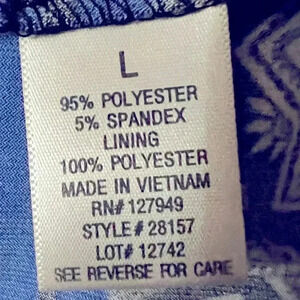 L
95% POLYESTER
5% SPANDEX
LINING
100% POLYESTER
MADE IN VIETNAM
RN# 127949
STYLE# 28157
LOT# 12742
SEE REVERSE FOR CARE